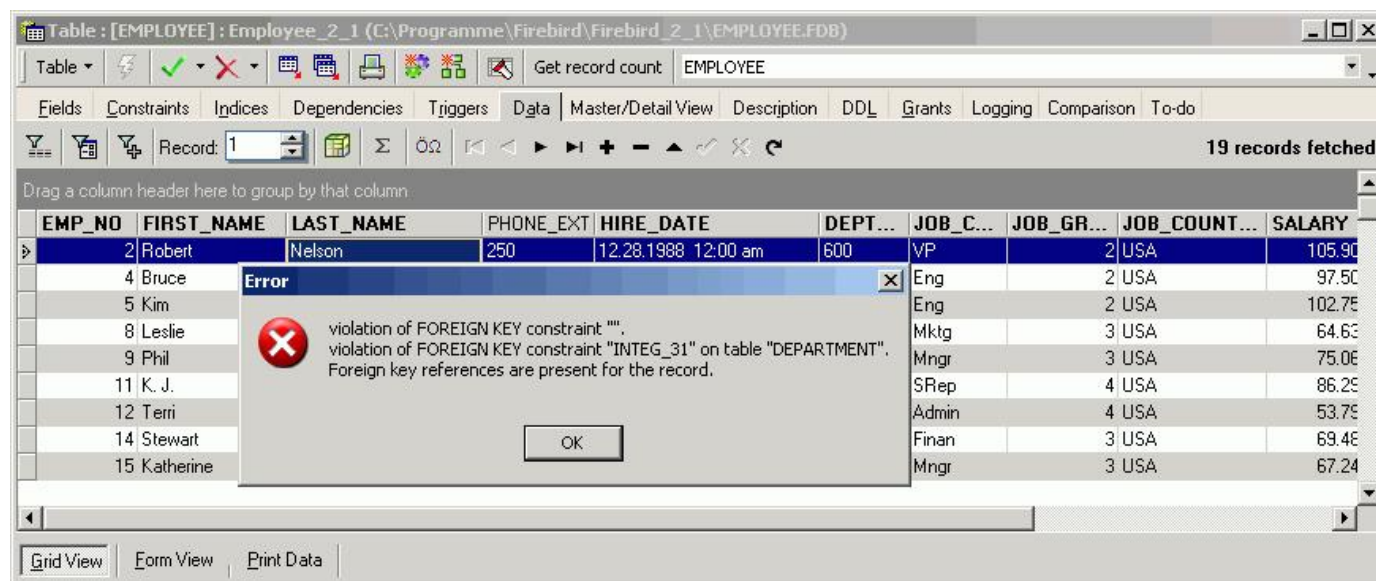 Table : [EMPLOYEE] : Employee_2_1 (C:\Programme\Firebird\Firebird_2_1\EMPLOYEE.FDB)
Table Get record count EMPLOYEE
Fields Constraints Indices Dependencies Triggers Data Master/Detail View Description DDL Grants Logging Comparison To-do
Record: 1 Σ ÖΩ 19 records fetched
Drag a column header here to group by that column
EMP_NO FIRST_NAME LAST_NAME PHONE_EXT HIRE_DATE DEPT... JOB_C... JOB_GR... JOB_COUNT... SALARY
2 Robert Nelson 250 12.28.1988 12:00 am 600 VP 2 USA 105.90
4 Bruce Eng 2 USA 97.50
5 Kim Eng 2 USA 102.75
8 Leslie Mktg 3 USA 64.63
9 Phil Mngr 3 USA 75.06
11 K. J. SRep 4 USA 86.29
12 Terri Admin 4 USA 53.79
14 Stewart Finan 3 USA 69.48
15 Katherine Mngr 3 USA 67.24
Error
violation of FOREIGN KEY constraint "".
violation of FOREIGN KEY constraint "INTEG_31" on table "DEPARTMENT".
Foreign key references are present for the record.
OK
Grid View Form View Print Data